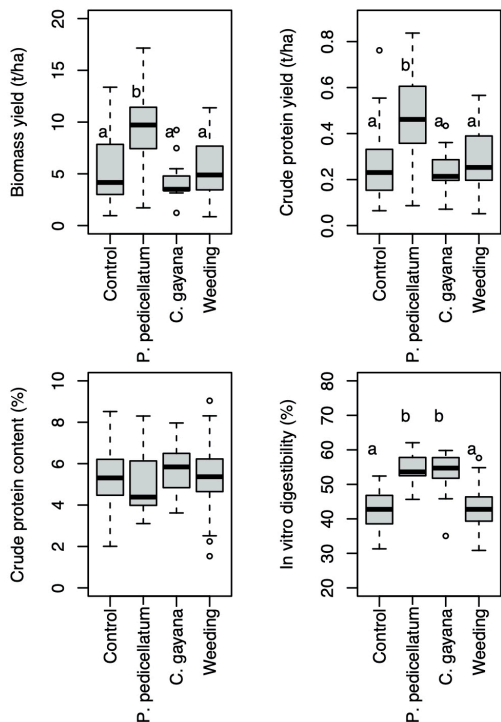 Biomass yield (t/ha)
0 5 10 15 20
a b a a
Control P. pedicellatum C. gayana Weeding
Crude protein yield (t/ha)
0.0 0.2 0.4 0.6 0.8
a b a a
Control P. pedicellatum C. gayana Weeding
Crude protein content (%)
0 2 4 6 8 10
Control P. pedicellatum C. gayana Weeding
In vitro digestibility (%)
20 30 40 50 60 70 80
a b b a
Control P. pedicellatum C. gayana Weeding